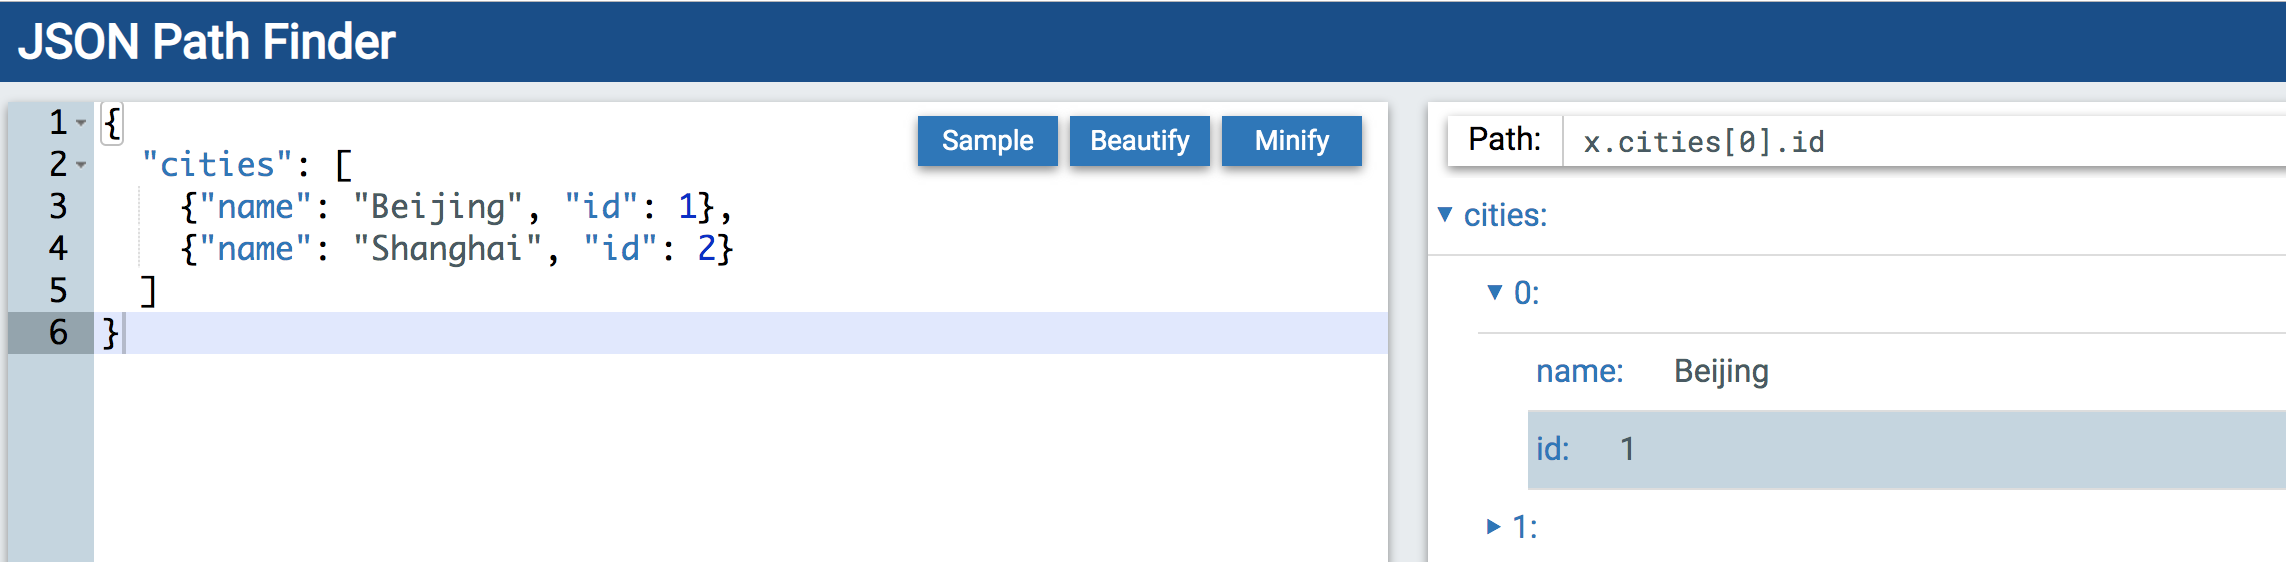 JSON Path Finder
Sample Beautify Minify
1 {
2 "cities": [
3 {"name": "Beijing", "id": 1},
4 {"name": "Shanghai", "id": 2}
5 ]
6 }
Path: x.cities[0].id
cities:
0:
name: Beijing
id: 1
1: